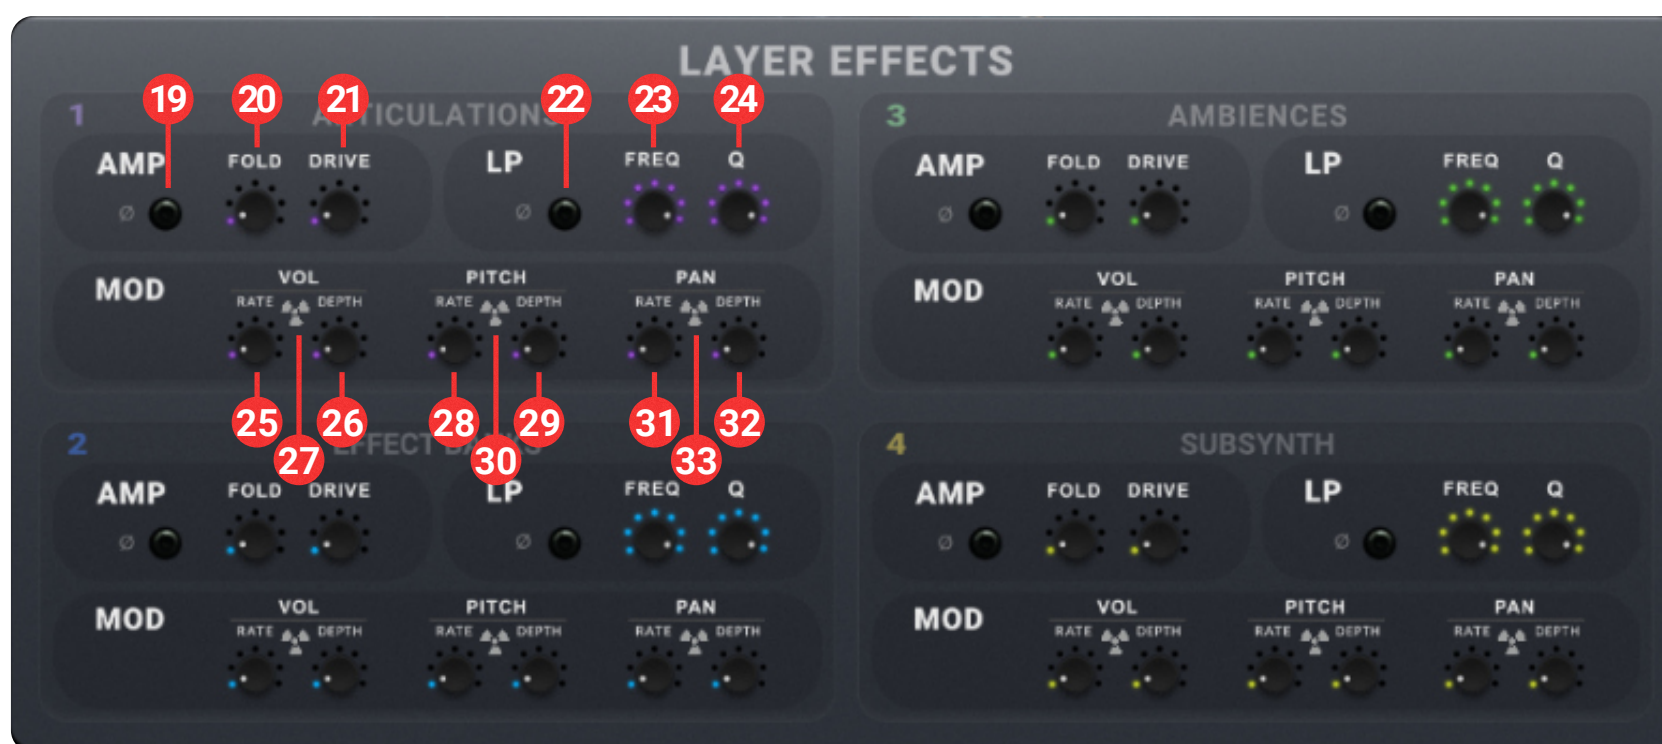 LAYER EFFECTS
19 20 21 22 23 24
1 ARTICULATIONS
AMP FOLD DRIVE LP FREQ Q
Ø Ø
MOD VOL PITCH PAN
RATE DEPTH RATE DEPTH RATE DEPTH
25 26 28 29 31 32
27 30 33
3 AMBIENCES
AMP FOLD DRIVE LP FREQ Q
Ø Ø
MOD VOL PITCH PAN
RATE DEPTH RATE DEPTH RATE DEPTH
2 EFFECT BANKS
AMP FOLD DRIVE LP FREQ Q
Ø Ø
MOD VOL PITCH PAN
RATE DEPTH RATE DEPTH RATE DEPTH
4 SUBSYNTH
AMP FOLD DRIVE LP FREQ Q
Ø Ø
MOD VOL PITCH PAN
RATE DEPTH RATE DEPTH RATE DEPTH